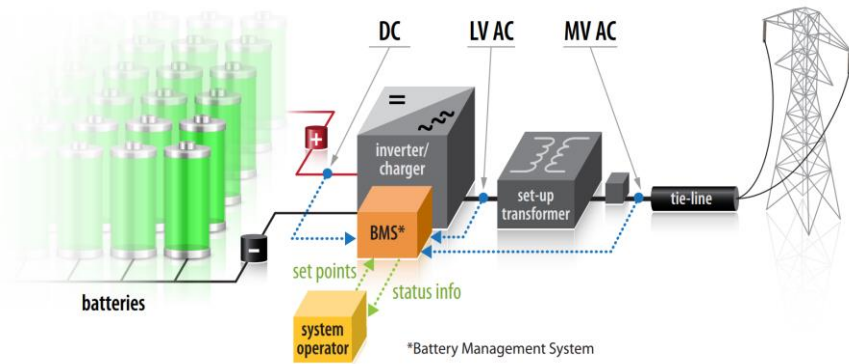 DC
LV AC
MV AC
=
+
inverter/
charger
set-up
transformer
tie-line
BMS*
-
set points
status info
batteries
system
operator
*Battery Management System